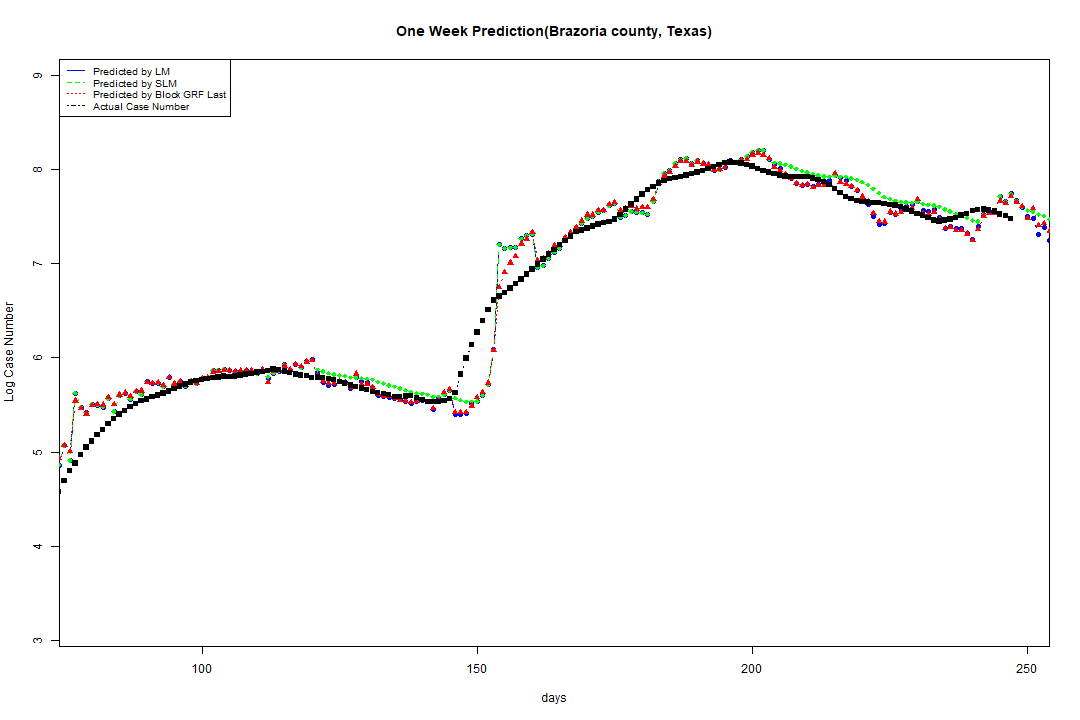 One Week Prediction(Brazoria county, Texas)
Predicted by LM
Predicted by SLM
Predicted by Block GRF Last
Actual Case Number
9
8
7
6
5
4
3
Log Case Number
100
150
200
250
days